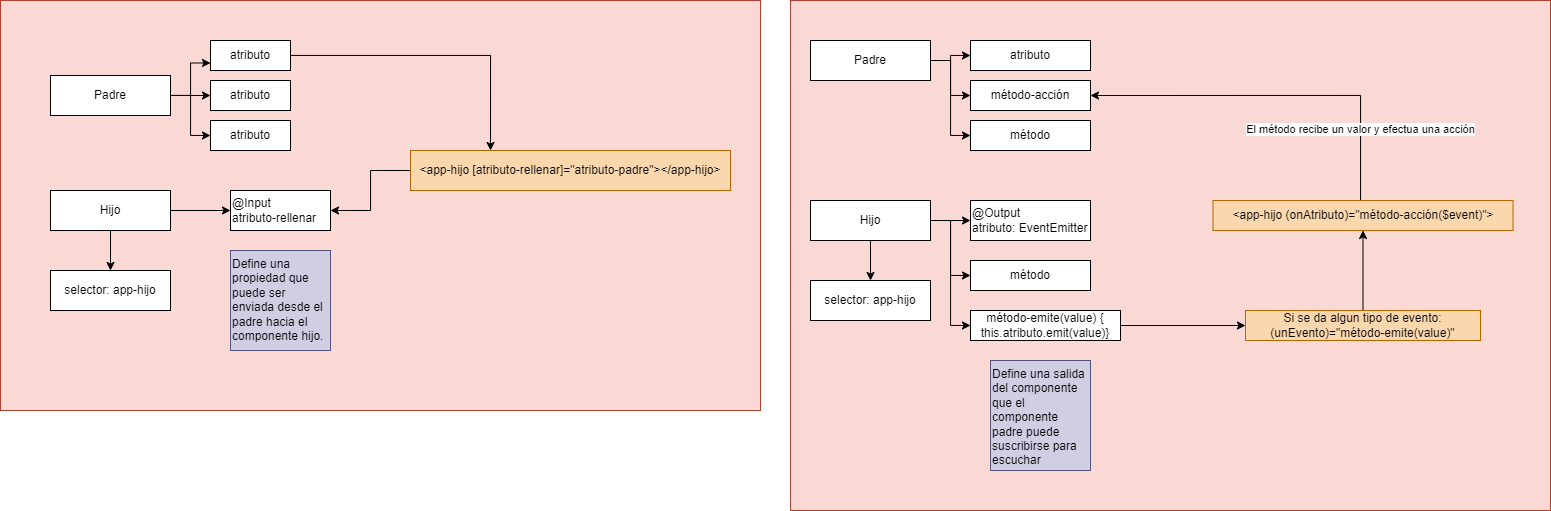 atributo
Padre
atributo
atributo
<app-hijo [atributo-rellenar]="atributo-padre"></app-hijo>
Hijo
@Input
atributo-rellenar
selector: app-hijo
Define una
propiedad que
puede ser
enviada desde el
padre hacia el
componente hijo.
Padre
atributo
método-acción
método
El método recibe un valor y efectua una acción
Hijo
@Output
atributo: EventEmitter
<app-hijo (onAtributo)="método-acción($event)">
método
selector: app-hijo
método-emite(value) {
this.atributo.emit(value)}
Si se da algun tipo de evento:
(unEvento)="método-emite(value)"
Define una salida
del componente
que el
componente
padre puede
suscribirse para
escuchar